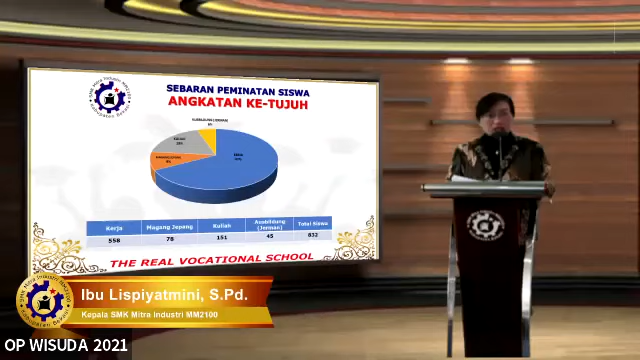 SEBARAN PEMINATAN SISWA
ANGKATAN KE-TUJUH
Kerja
Magang Jepang
Kuliah
Ausbildung (Jerman)
Total Siswa
558
78
151
45
832
THE REAL VOCATIONAL SCHOOL
Ibu Lispiyatmini, S.Pd.
Kepala SMK Mitra Industri MM2100
OP WISUDA 2021